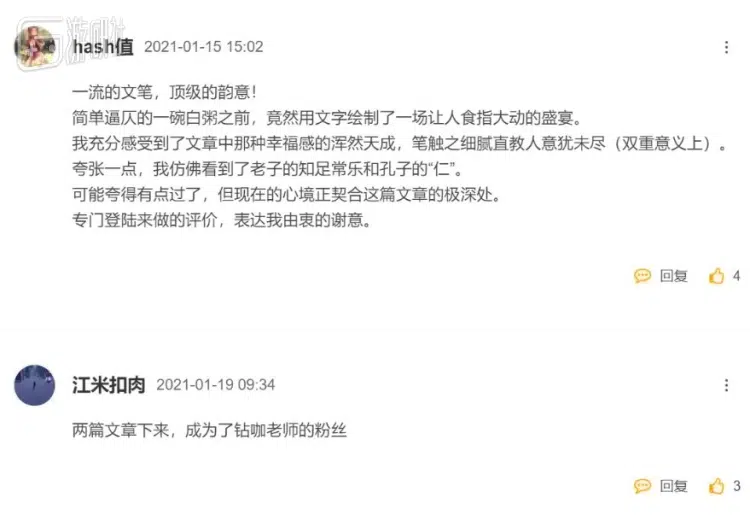 游研社
hash值 2021-01-15 15:02
一流的文笔，顶级的韵意！
简单逼仄的一碗白粥之前，竟然用文字绘制了一场让人食指大动的盛宴。
我充分感受到了文章中那种幸福感的浑然天成，笔触之细腻直教人意犹未尽（双重意义上）。
夸张一点，我仿佛看到了老子的知足常乐和孔子的“仁”。
可能夸得有点过了，但现在的心境正契合这篇文章的极深处。
专门登陆来做的评价，表达我由衷的谢意。
回复 4
江米扣肉 2021-01-19 09:34
两篇文章下来，成为了钻咖老师的粉丝
回复 3